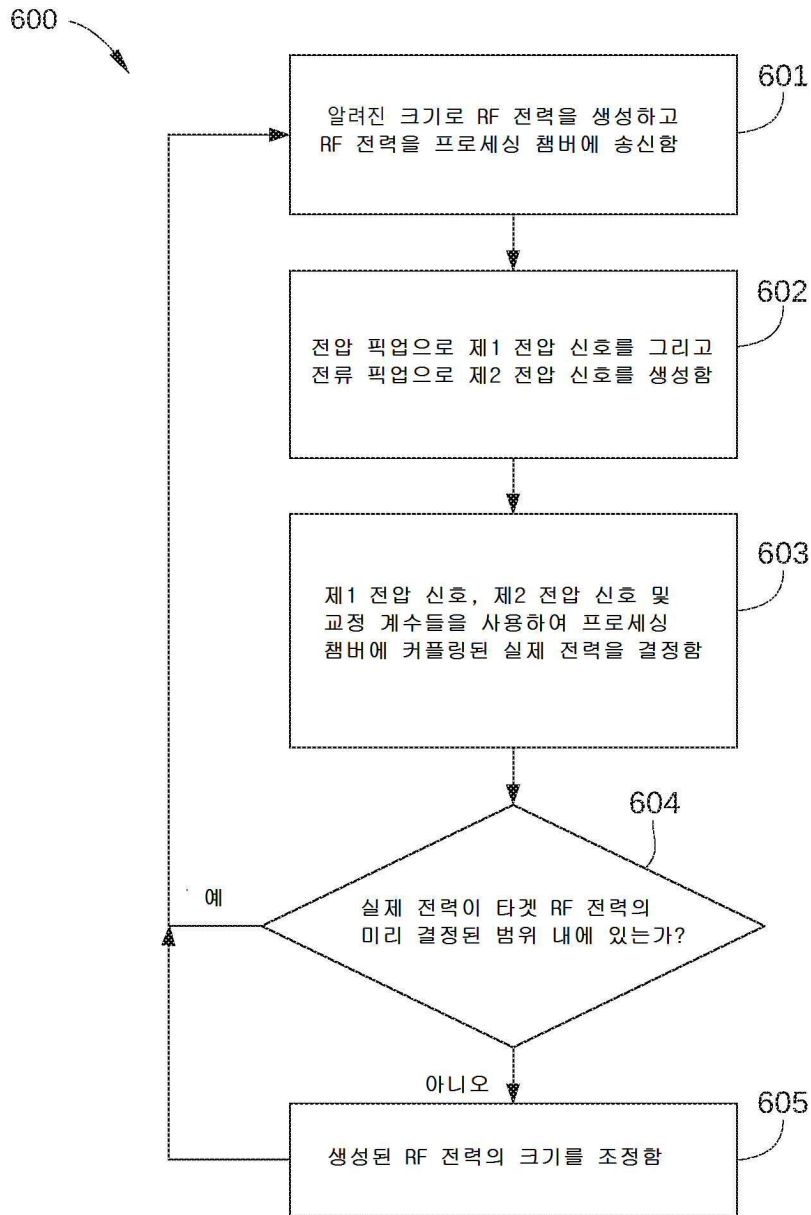 600
601
알려진 크기로 RF 전력을 생성하고
RF 전력을 프로세싱 챔버에 송신함
602
전압 픽업으로 제1 전압 신호를 그리고
전류 픽업으로 제2 전압 신호를 생성함
603
제1 전압 신호, 제2 전압 신호 및
교정 계수들을 사용하여 프로세싱
챔버에 커플링된 실제 전력을 결정함
604
예
실제 전력이 타겟 RF 전력의
미리 결정된 범위 내에 있는가?
아니오
605
생성된 RF 전력의 크기를 조정함